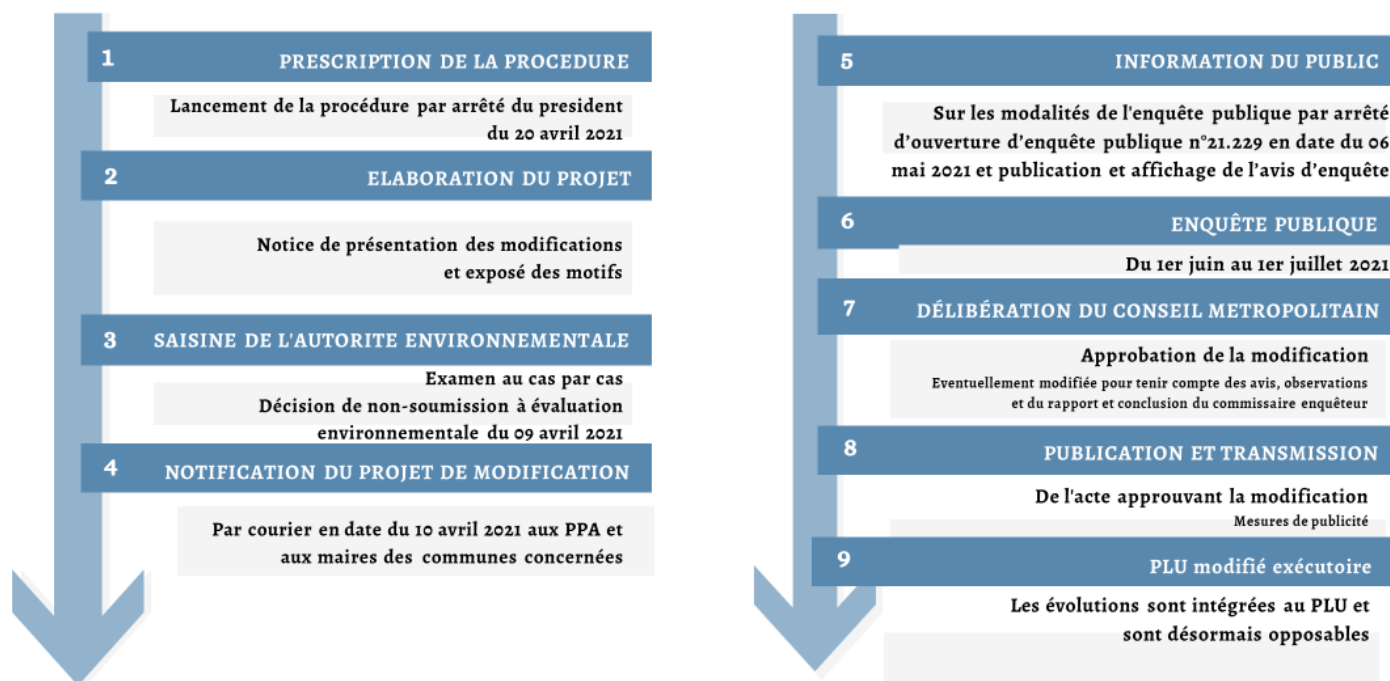 1
PRESCRIPTION DE LA PROCEDURE
Lancement de la procédure par arrêté du president
du 20 avril 2021
2
ELABORATION DU PROJET
Notice de présentation des modifications
et exposé des motifs
3
SAISINE DE L'AUTORITE ENVIRONNEMENTALE
Examen au cas par cas
Décision de non-soumission à évaluation
environnementale du 09 avril 2021
4
NOTIFICATION DU PROJET DE MODIFICATION
Par courier en date du 10 avril 2021 aux PPA et
aux maires des communes concernées
5
INFORMATION DU PUBLIC
Sur les modalités de l'enquête publique par arrêté
d’ouverture d’enquête publique n°21.229 en date du 06
mai 2021 et publication et affichage de l’avis d’enquête
6
ENQUÊTE PUBLIQUE
Du 1er juin au 1er juillet 2021
7
DÉLIBÉRATION DU CONSEIL METROPOLITAIN
Approbation de la modification
Eventuellement modifiée pour tenir compte des avis, observations
et du rapport et conclusion du commissaire enquêteur
8
PUBLICATION ET TRANSMISSION
De l'acte approuvant la modification
Mesures de publicité
9
PLU modifié exécutoire
Les évolutions sont intégrées au PLU et
sont désormais opposables